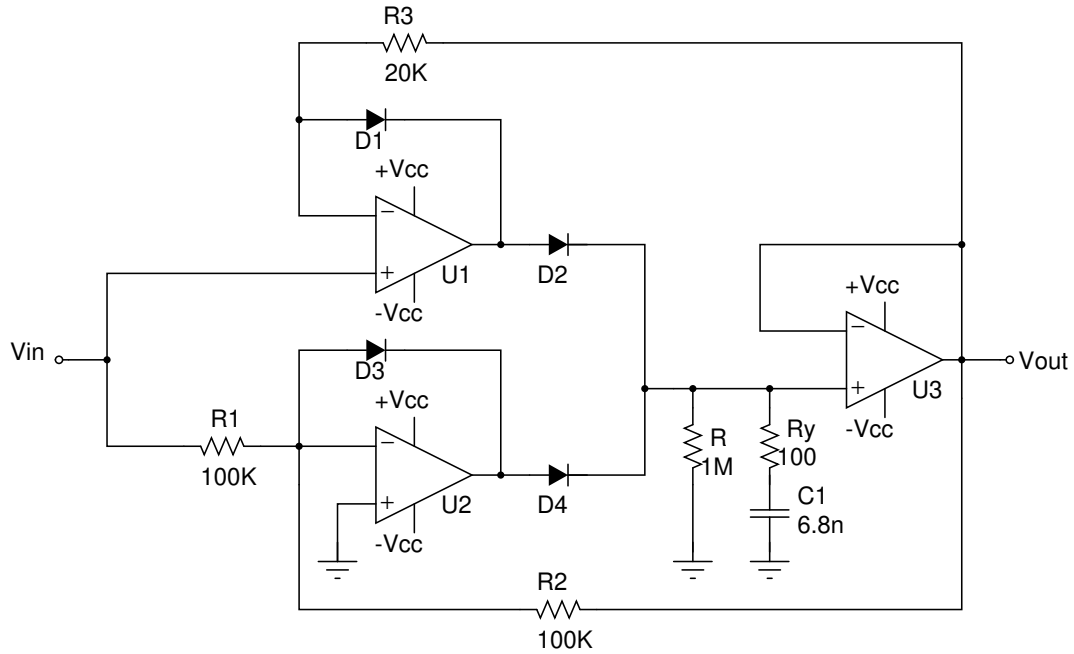 R3
20K
D1
+Vcc
−
+
U1
-Vcc
D2
Vin
D3
+Vcc
R1
100K
−
+
U2
-Vcc
D4
+Vcc
−
+
U3
-Vcc
Vout
R
1M
Ry
100
C1
6.8n
R2
100K